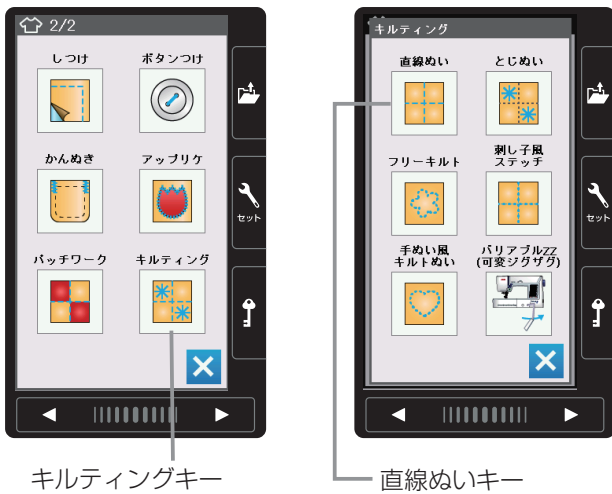 2/2
しつけ
ボタンつけ
かんぬき
アップリケ
パッチワーク
キルティング
セット
キルティングキー
キルティング
直線ぬい
とじぬい
フリーキルト
刺し子風
ステッチ
手ぬい風
キルトぬい
バリアブルZZ
(可変ジグザグ)
セット
直線ぬいキー